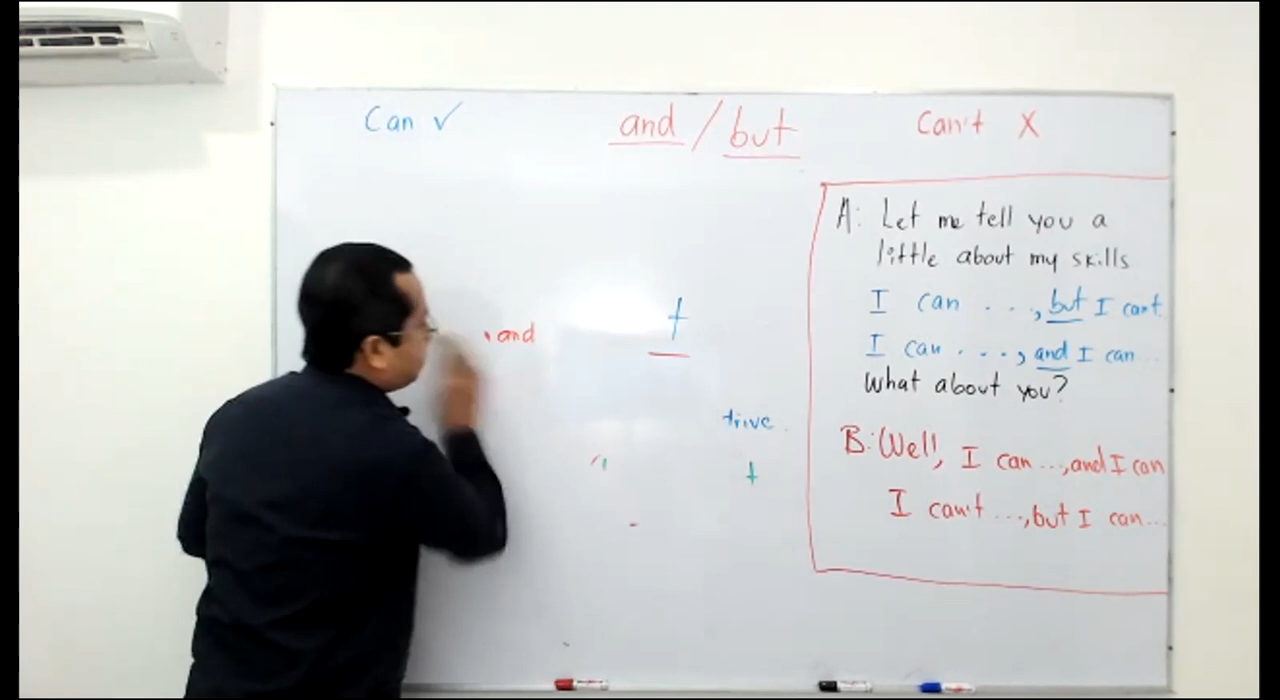 Can ✓
and / but
Can't X
, and
+
trive
+
A: Let me tell you a
little about my skills
I can ..., but I can't
I can ...., and I can ...
What about you?
B: Well, I can ..., and I can
I can't ..., but I can...